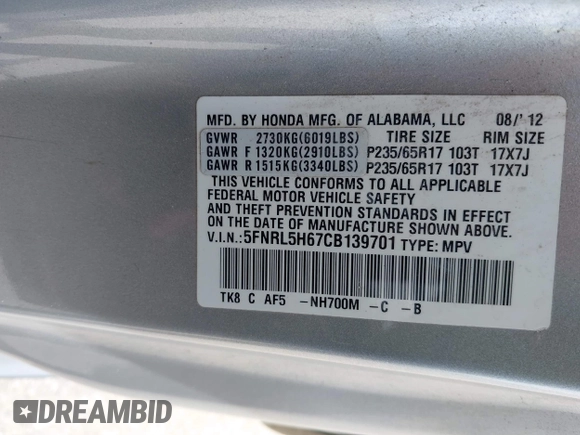 MFD. BY HONDA MFG. OF ALABAMA, LLC 08/'12
GVWR 2730KG(6019LBS) TIRE SIZE RIM SIZE
GAWR F 1320KG(2910LBS) P235/65R17 103T 17X7J
GAWR R 1515KG(3340LBS) P235/65R17 103T 17X7J
THIS VEHICLE CONFORMS TO ALL APPLICABLE
FEDERAL MOTOR VEHICLE SAFETY
AND THEFT PREVENTION STANDARDS IN EFFECT
ON THE DATE OF MANUFACTURE SHOWN ABOVE.
V.I.N.:5FNRL5H67CB139701 TYPE: MPV
TK8 C AF5 -NH700M -C -B
DREAMBID